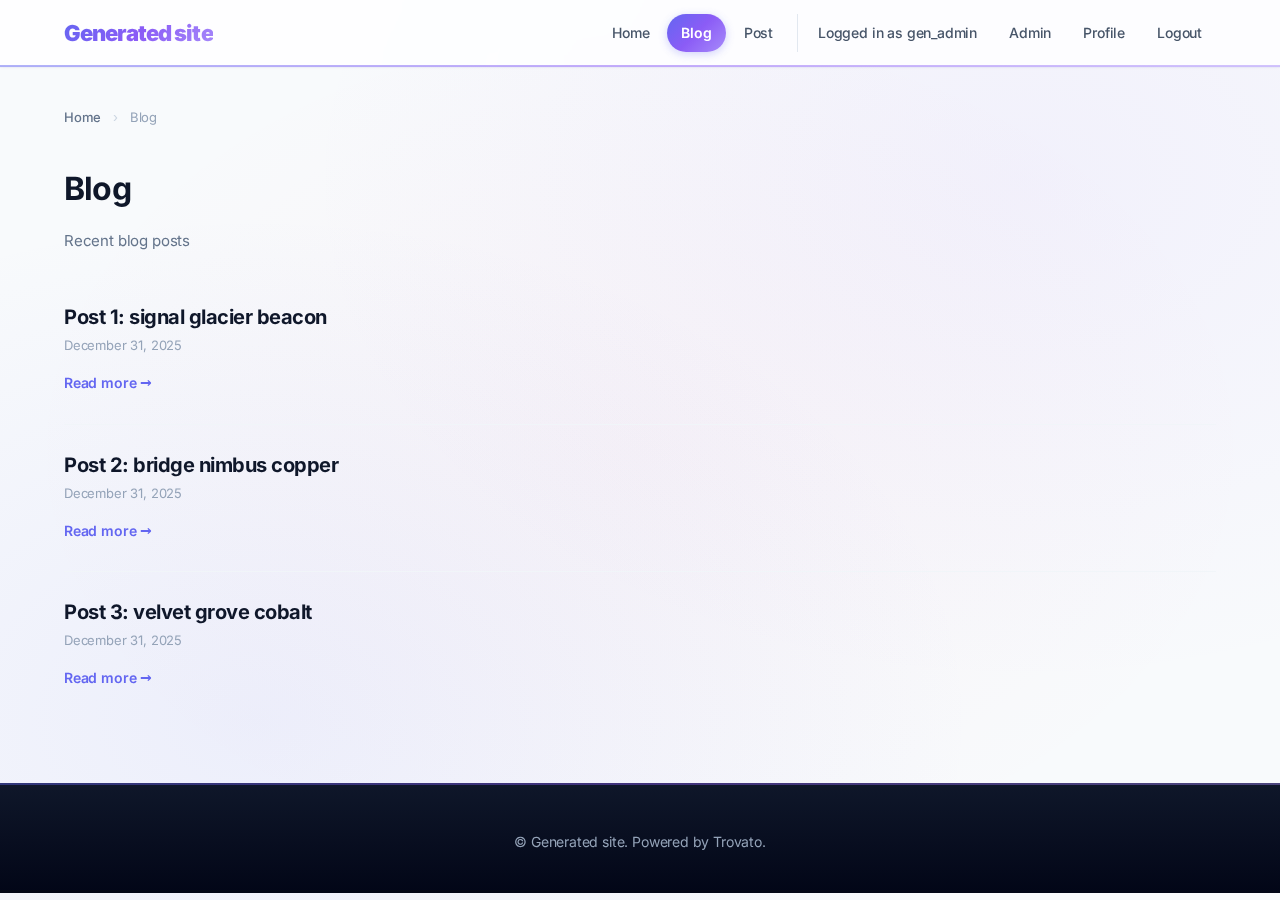 Generated site
Home Blog Post Logged in as gen_admin Admin Profile Logout
Home › Blog
Blog
Recent blog posts
Post 1: signal glacier beacon
December 31, 2025
Read more →
Post 2: bridge nimbus copper
December 31, 2025
Read more →
Post 3: velvet grove cobalt
December 31, 2025
Read more →
© Generated site. Powered by Trovato.